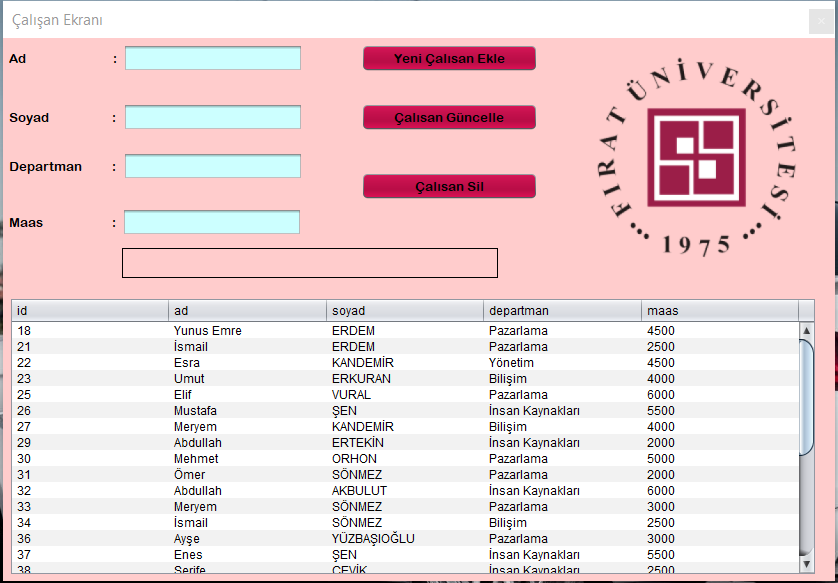 Çalışan Ekranı
Ad :
Yeni Çalısan Ekle
Soyad :
Çalısan Güncelle
Departman :
Çalısan Sil
Maas :
FIRAT ÜNİVERSİTESİ
...1975...
id ad soyad departman maas
18 Yunus Emre ERDEM Pazarlama 4500
21 İsmail ERDEM Pazarlama 2500
22 Esra KANDEMİR Yönetim 4500
23 Umut ERKURAN Bilişim 4000
25 Elif VURAL Pazarlama 6000
26 Mustafa ŞEN İnsan Kaynakları 5500
27 Meryem KANDEMİR Bilişim 4000
29 Abdullah ERTEKİN İnsan Kaynakları 2000
30 Mehmet ORHON Pazarlama 5000
31 Ömer SÖNMEZ Pazarlama 2000
32 Abdullah AKBULUT İnsan Kaynakları 6000
33 Meryem SÖNMEZ Pazarlama 3000
34 İsmail SÖNMEZ Bilişim 2500
36 Ayşe YÜZBAŞIOĞLU Pazarlama 3000
37 Enes ŞEN İnsan Kaynakları 5500
38 Şerife ÇEVİK İnsan Kaynakları 2500